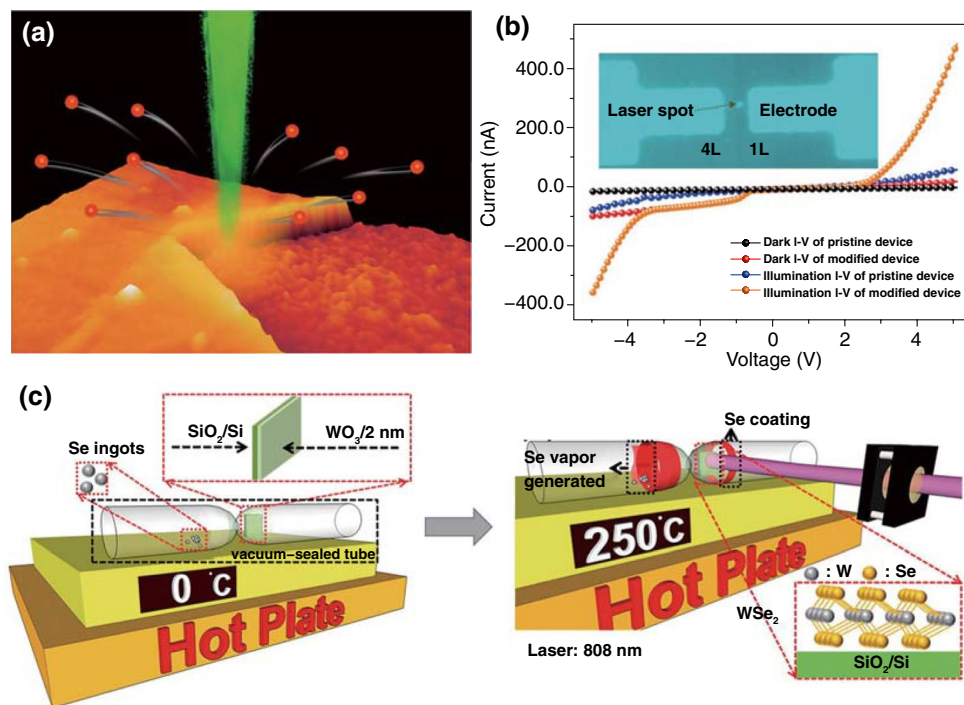 (a)
(b)
400.0
200.0
0.0
−200.0
−400.0
Current (nA)
Laser spot
Electrode
4L
1L
Dark I-V of pristine device
Dark I-V of modified device
Illumination I-V of pristine device
Illumination I-V of modified device
−4
−2
0
2
4
Voltage (V)
(c)
SiO₂/Si
WO₃/2 nm
Se ingots
vacuum−sealed tube
0 °C
Hot Plate
Se coating
Se vapor
generated
250°C
Hot Plate
: W
: Se
WSe₂
Laser: 808 nm
SiO₂/Si